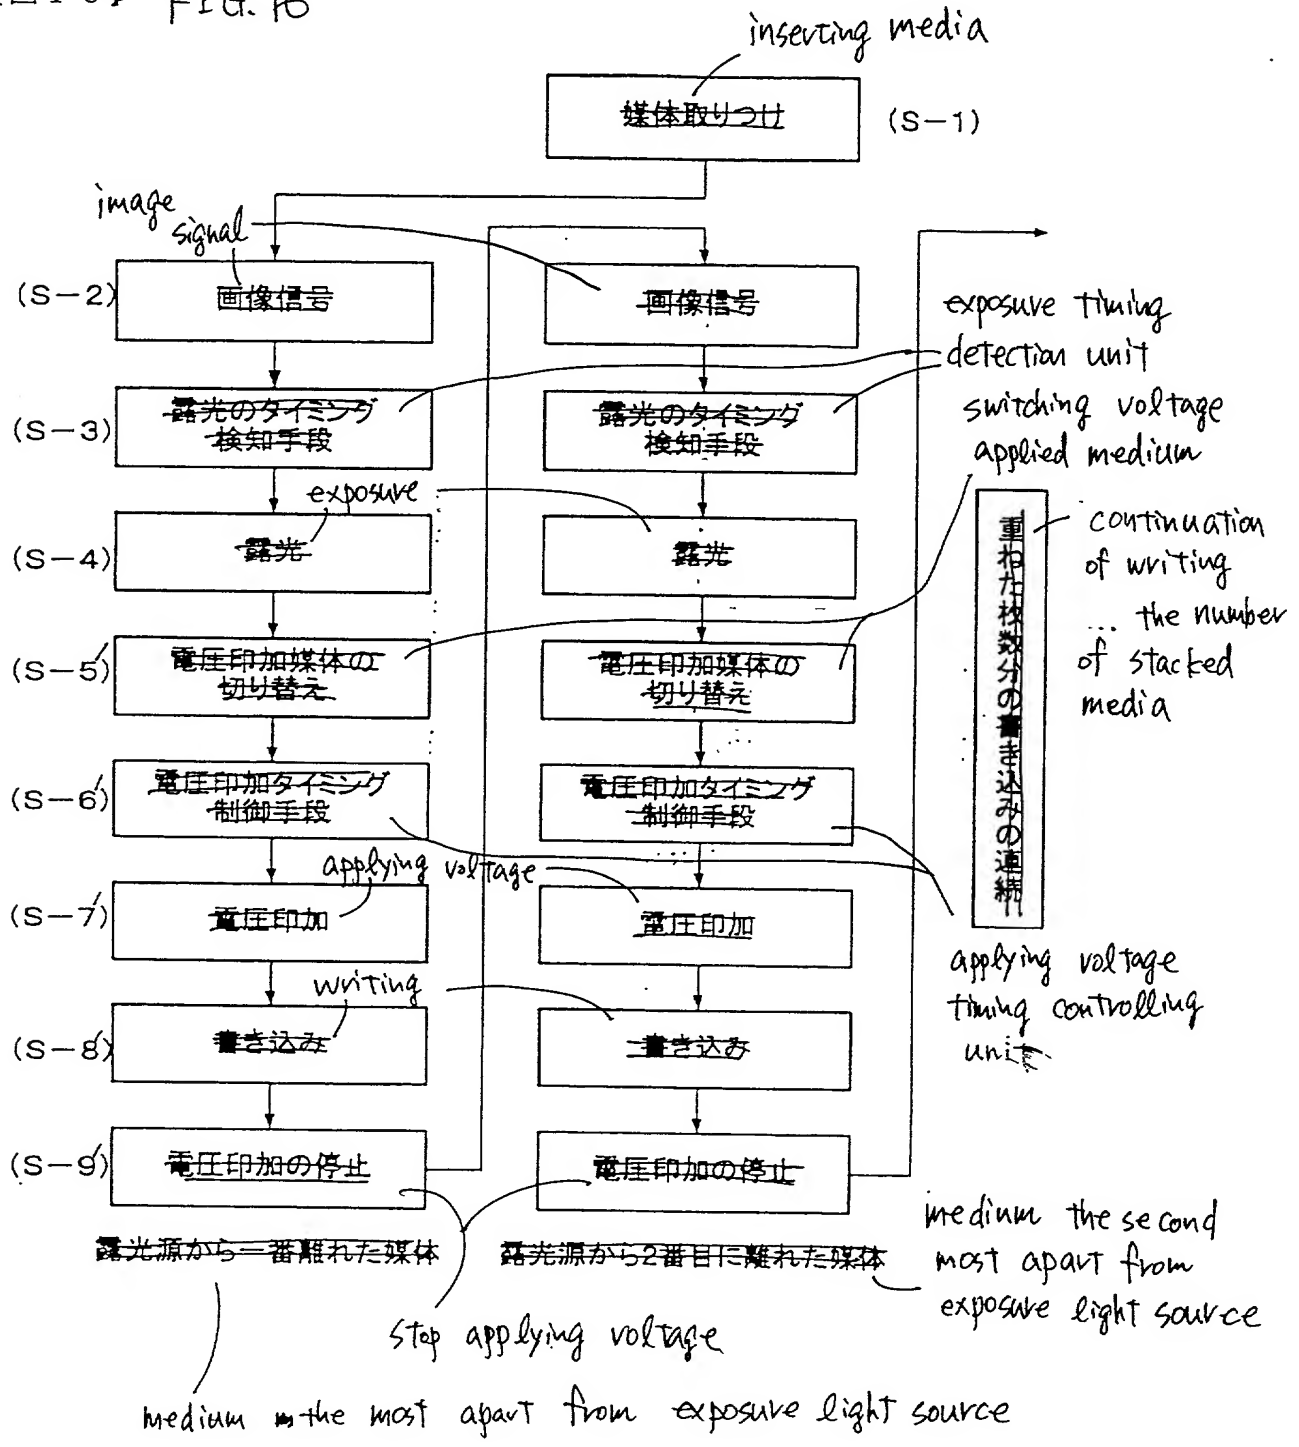 FIG. 16
inserting media
媒体取りつけ
(S-1)
image
signal
(S-2)
画像信号
画像信号
exposure timing
detection unit
(S-3)
露光のタイミング
検知手段
露光のタイミング
検知手段
switching voltage
applied medium
exposure
(S-4)
露光
露光
重ねた枚数分の書き込みの連続
continuation
of writing
... the number
of stacked
media
(S-5')
電圧印加媒体の
切り替え
電圧印加媒体の
切り替え
(S-6')
電圧印加タイミング
制御手段
電圧印加タイミング
制御手段
applying voltage
(S-7')
電圧印加
電圧印加
applying voltage
timing controlling
unit
writing
(S-8')
書き込み
書き込み
(S-9')
電圧印加の停止
電圧印加の停止
露光源から一番離れた媒体
露光源から2番目に離れた媒体
medium the second
most apart from
exposure light source
stop applying voltage
medium the most apart from exposure light source